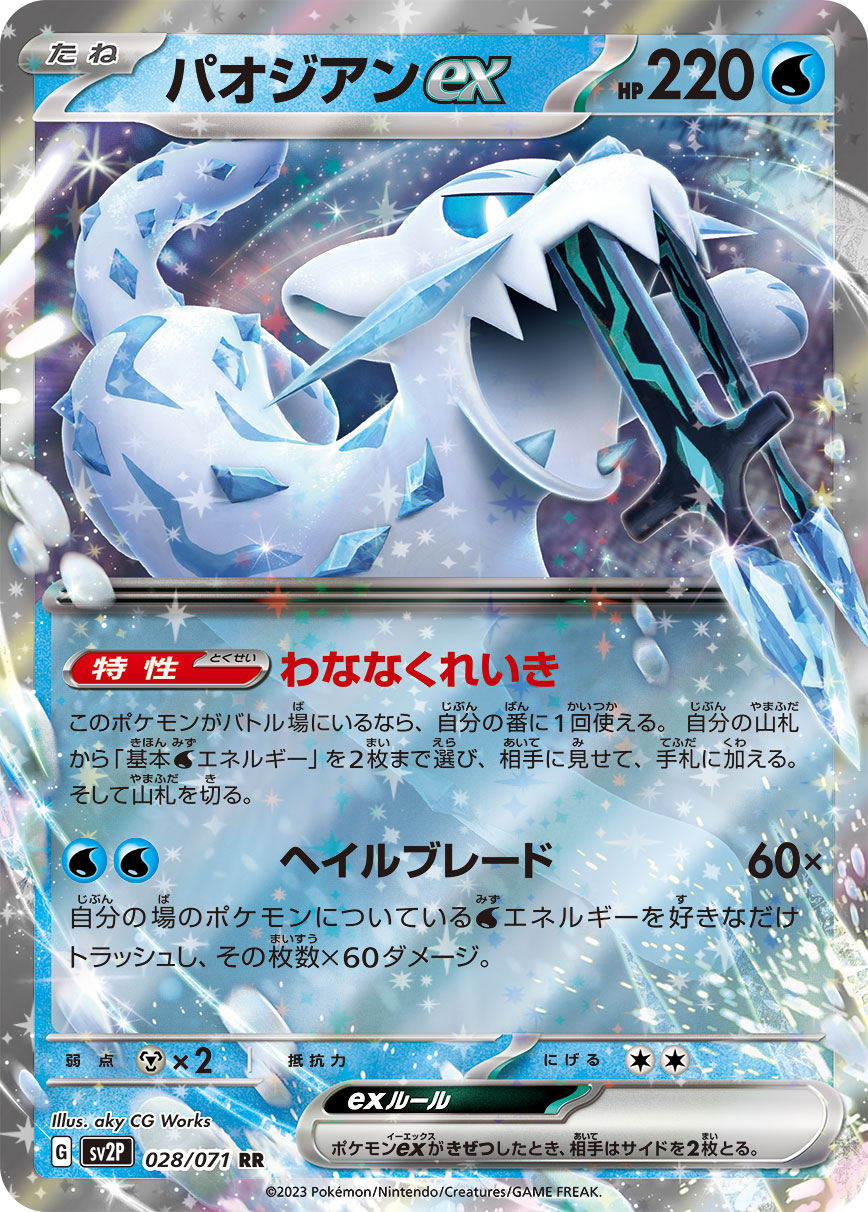 たね パオジアンex HP220
特性 とくせい わななくれいき
このポケモンがバトル場にいるなら、自分の番に1回使える。自分の山札
から「基本エネルギー」を2枚まで選び、相手に見せて、手札に加える。
そして山札を切る。
ヘイルブレード 60×
自分の場のポケモンについているエネルギーを好きなだけ
トラッシュし、その枚数×60ダメージ。
弱点 ×2 抵抗力 にげる
exルール
ポケモンexがきぜつしたとき、相手はサイドを2枚とる。
Illus. aky CG Works
G sv2P 028/071 RR
©2023 Pokémon/Nintendo/Creatures/GAME FREAK.